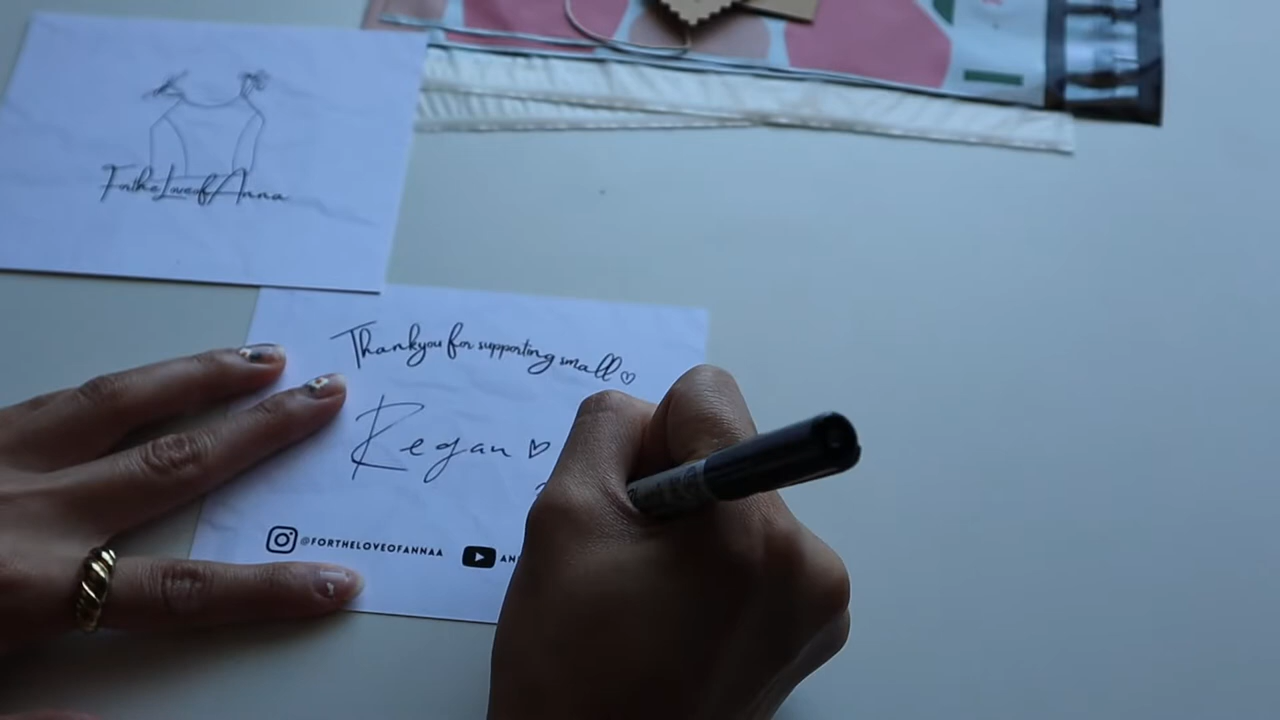 FortheLoveofAnna
Thankyou for supporting small ♡
Regan ♡
@FORTHELOVEOFANNAA